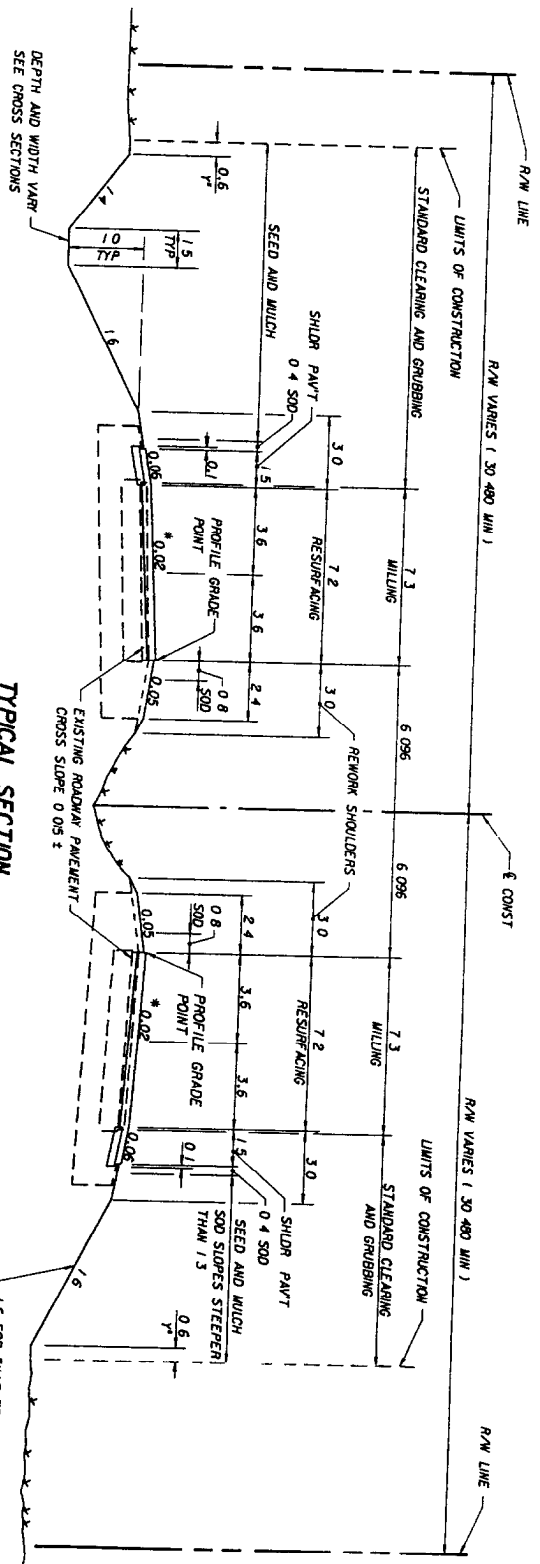 R/W LINE
R/W VARIES ( 30 480 MIN )
R/W VARIES ( 30 480 MIN )
R/W LINE
LIMITS OF CONSTRUCTION
₠ CONST
LIMITS OF CONSTRUCTION
STANDARD CLEARING AND GRUBBING
7 3
MILLING
6 096
6 096
7 3
MILLING
STANDARD CLEARING
AND GRUBBING
3 0
7 2
RESURFACING
3 0
REWORK SHOULDERS
3 0
7 2
RESURFACING
3 0
SEED AND MULCH
SHLDR PAV'T
0 4 SOD
1 5
3.6
3.6
2 4
2 4
3.6
3.6
1 5
SHLDR PAV'T
0 4 SOD
SEED AND MULCH
SOD SLOPES STEEPER
THAN 1 3
0.6
0.1
0 8
SOD
0 8
SOD
0 1
0 6
1 5
TYP
1 0
TYP
1 6
0.06
* 0.02
PROFILE GRADE
POINT
0.05
0.05
PROFILE GRADE
POINT
* 0.02
0.06
1 6
DEPTH AND WIDTH VARY
SEE CROSS SECTIONS
EXISTING ROADWAY PAVEMENT
CROSS SLOPE 0 015 ±
TYPICAL SECTION